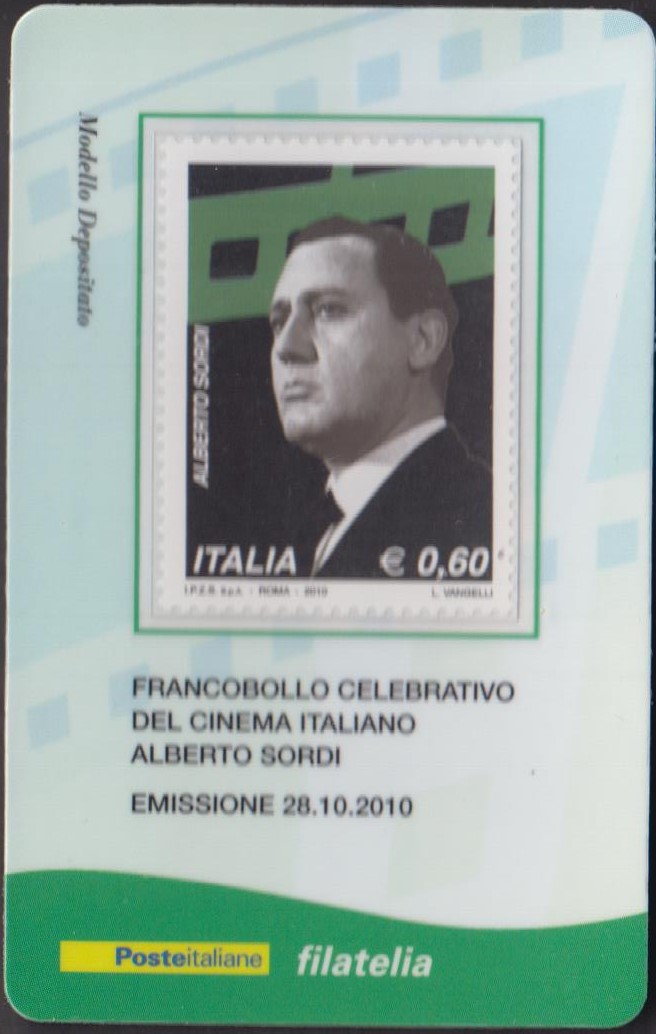 Modello Depositato
ALBERTO SORDI
ITALIA € 0,60
I.P.Z.S. S.p.A. - ROMA - 2010 L. VANGELLI
FRANCOBOLLO CELEBRATIVO
DEL CINEMA ITALIANO
ALBERTO SORDI
EMISSIONE 28.10.2010
Posteitaliane filatelia